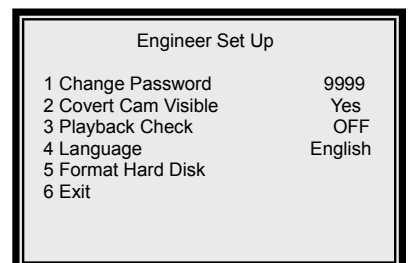 Engineer Set Up
1 Change Password 9999
2 Covert Cam Visible Yes
3 Playback Check OFF
4 Language English
5 Format Hard Disk
6 Exit